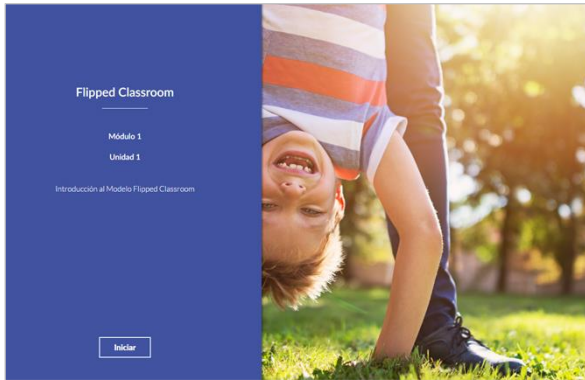 Flipped Classroom
Módulo 1
Unidad 1
Introducción al Modelo Flipped Classroom
Iniciar